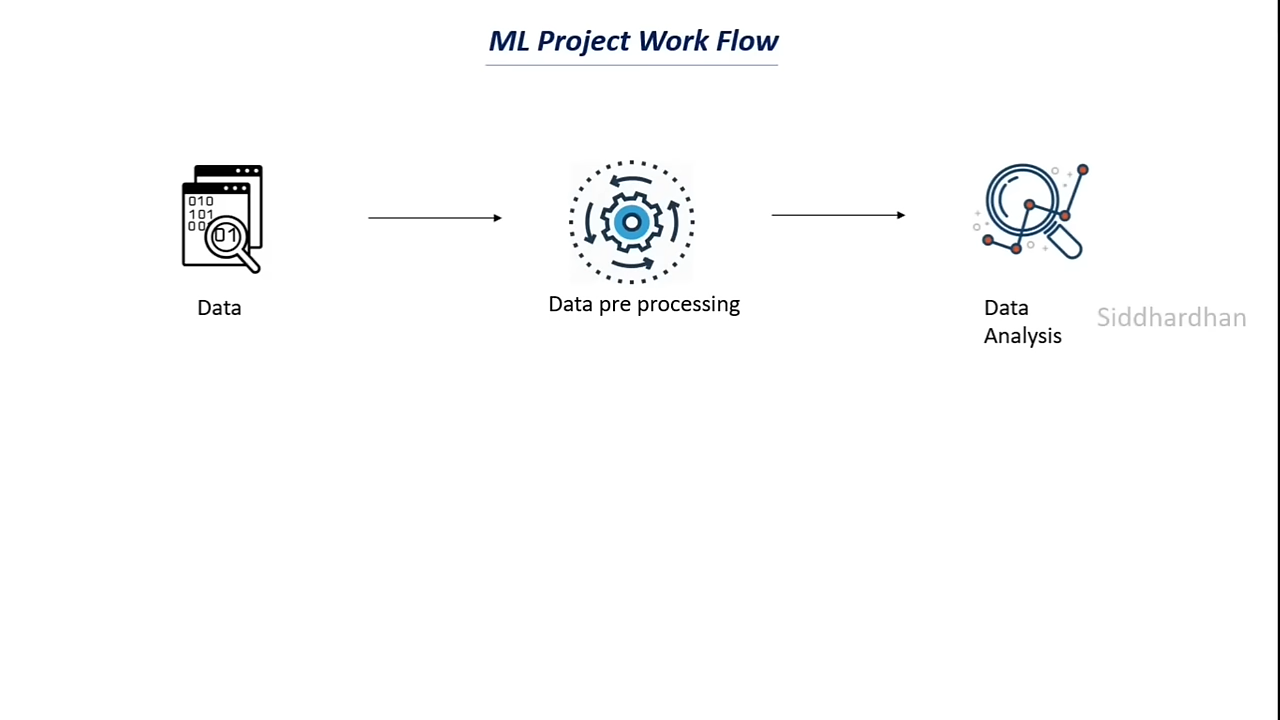 ML Project Work Flow
010
101
00
01
Data
Data pre processing
Data
Analysis
Siddhardhan